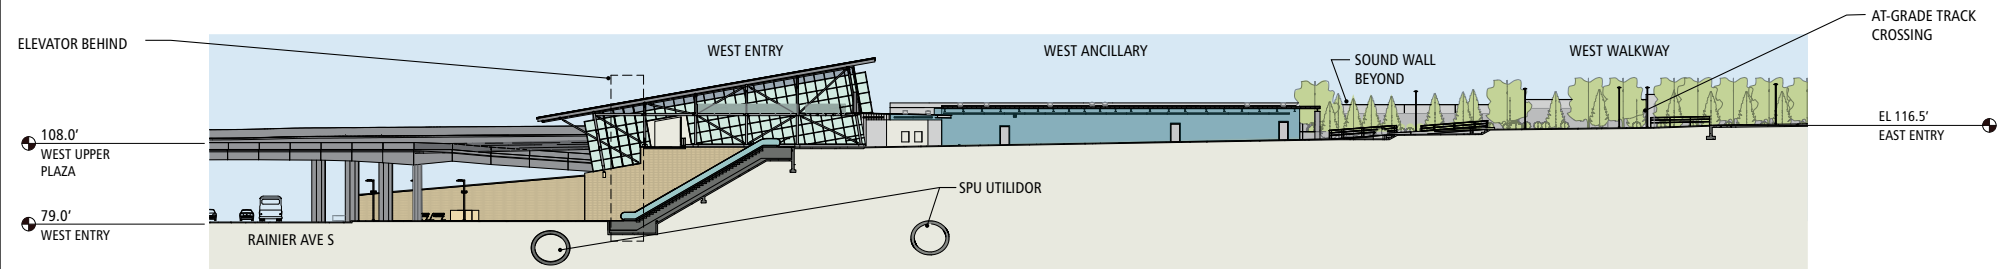 ELEVATOR BEHIND
WEST ENTRY
WEST ANCILLARY
SOUND WALL
BEYOND
WEST WALKWAY
AT-GRADE TRACK
CROSSING
108.0'
WEST UPPER
PLAZA
EL 116.5'
EAST ENTRY
SPU UTILIDOR
79.0'
WEST ENTRY
RAINIER AVE S